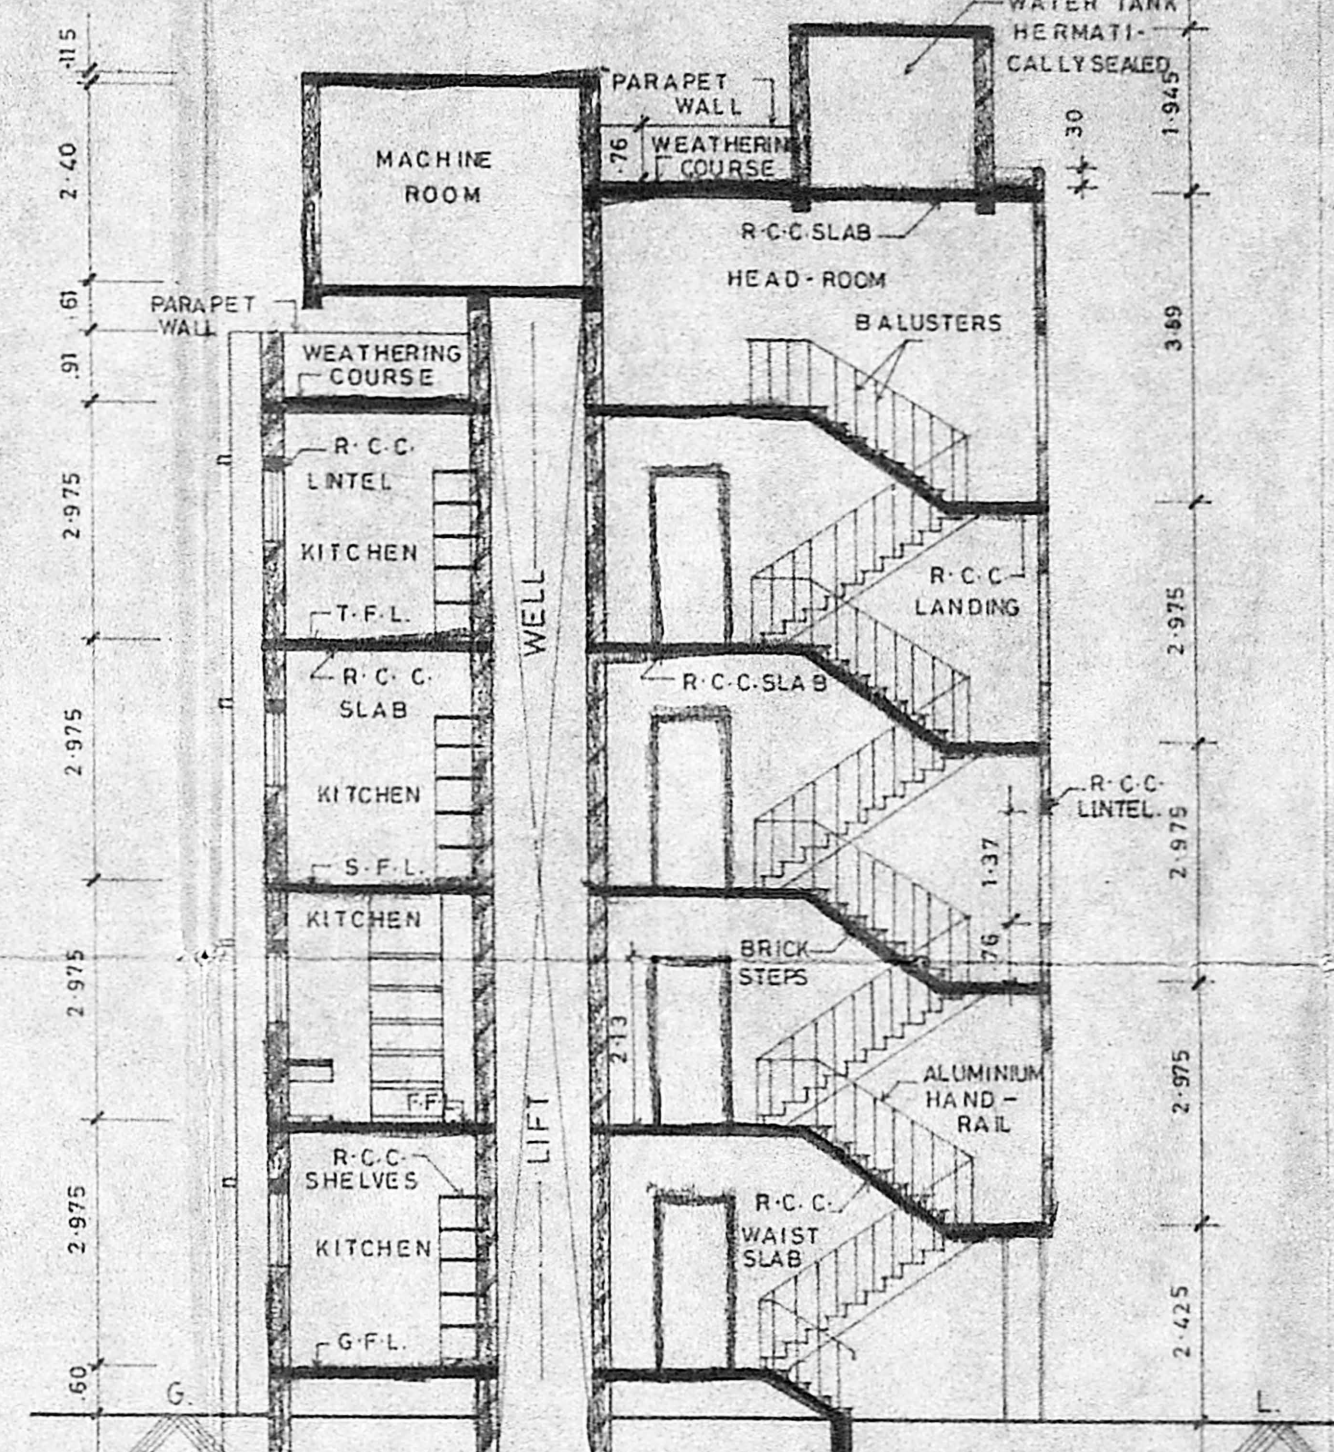 WATER TANK
HERMATI-
CALLY SEALED
.115
PARAPET
WALL
1.945
.30
2.40
MACHINE
ROOM
.76
WEATHERING
COURSE
R.C.C. SLAB
HEAD-ROOM
.61
PARAPET
WALL
BALUSTERS
3.89
.91
WEATHERING
COURSE
R.C.C.
LINTEL
2.975
KITCHEN
WELL
R.C.C
LANDING
2.975
T.F.L.
R.C.C.
SLAB
R.C.C. SLAB
2.975
KITCHEN
R.C.C.
LINTEL.
2.975
1.37
S.F.L.
KITCHEN
BRICK
STEPS
.76
2.975
2.13
ALUMINIUM
HAND-
RAIL
2.975
F.F.
LIFT
R.C.C.
SHELVES
R.C.C.
WAIST
SLAB
2.975
KITCHEN
2.425
G.F.L.
.60
G.
L.